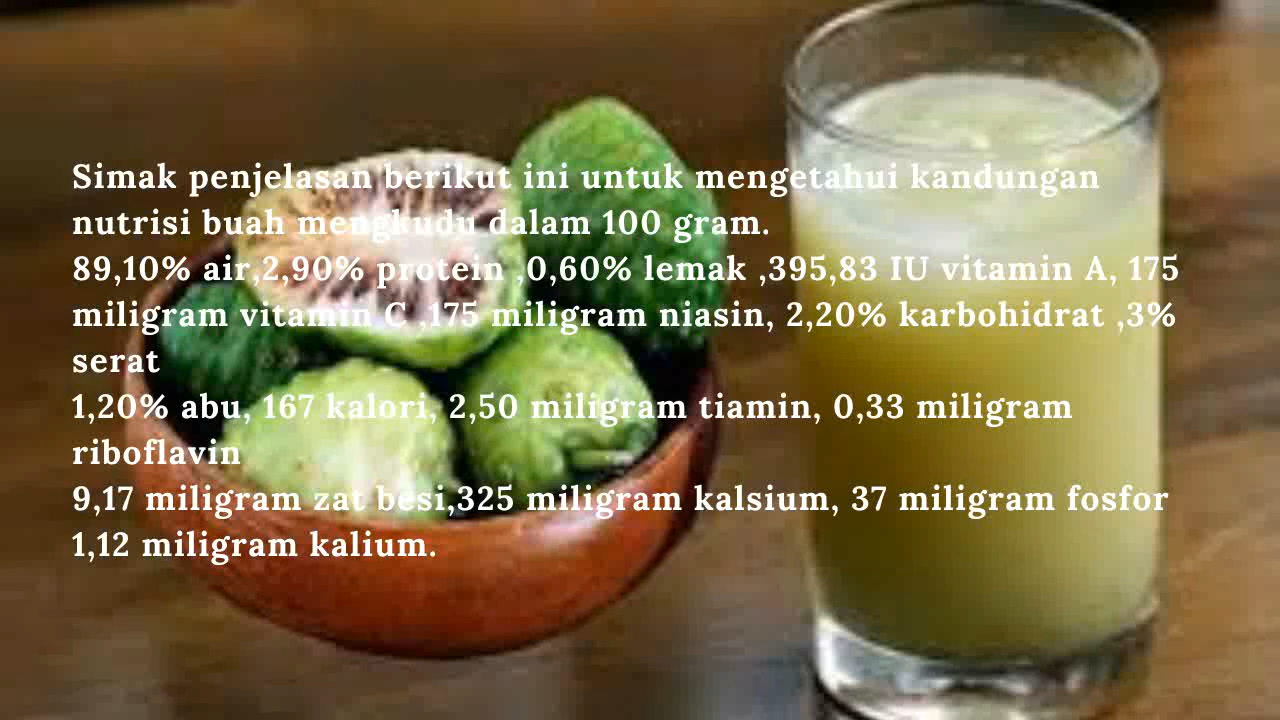 Simak penjelasan berikut ini untuk mengetahui kandungan
nutrisi buah mengkudu dalam 100 gram.
89,10% air,2,90% protein ,0,60% lemak ,395,83 IU vitamin A, 175
miligram vitamin C ,175 miligram niasin, 2,20% karbohidrat ,3%
serat
1,20% abu, 167 kalori, 2,50 miligram tiamin, 0,33 miligram
riboflavin
9,17 miligram zat besi,325 miligram kalsium, 37 miligram fosfor
1,12 miligram kalium.